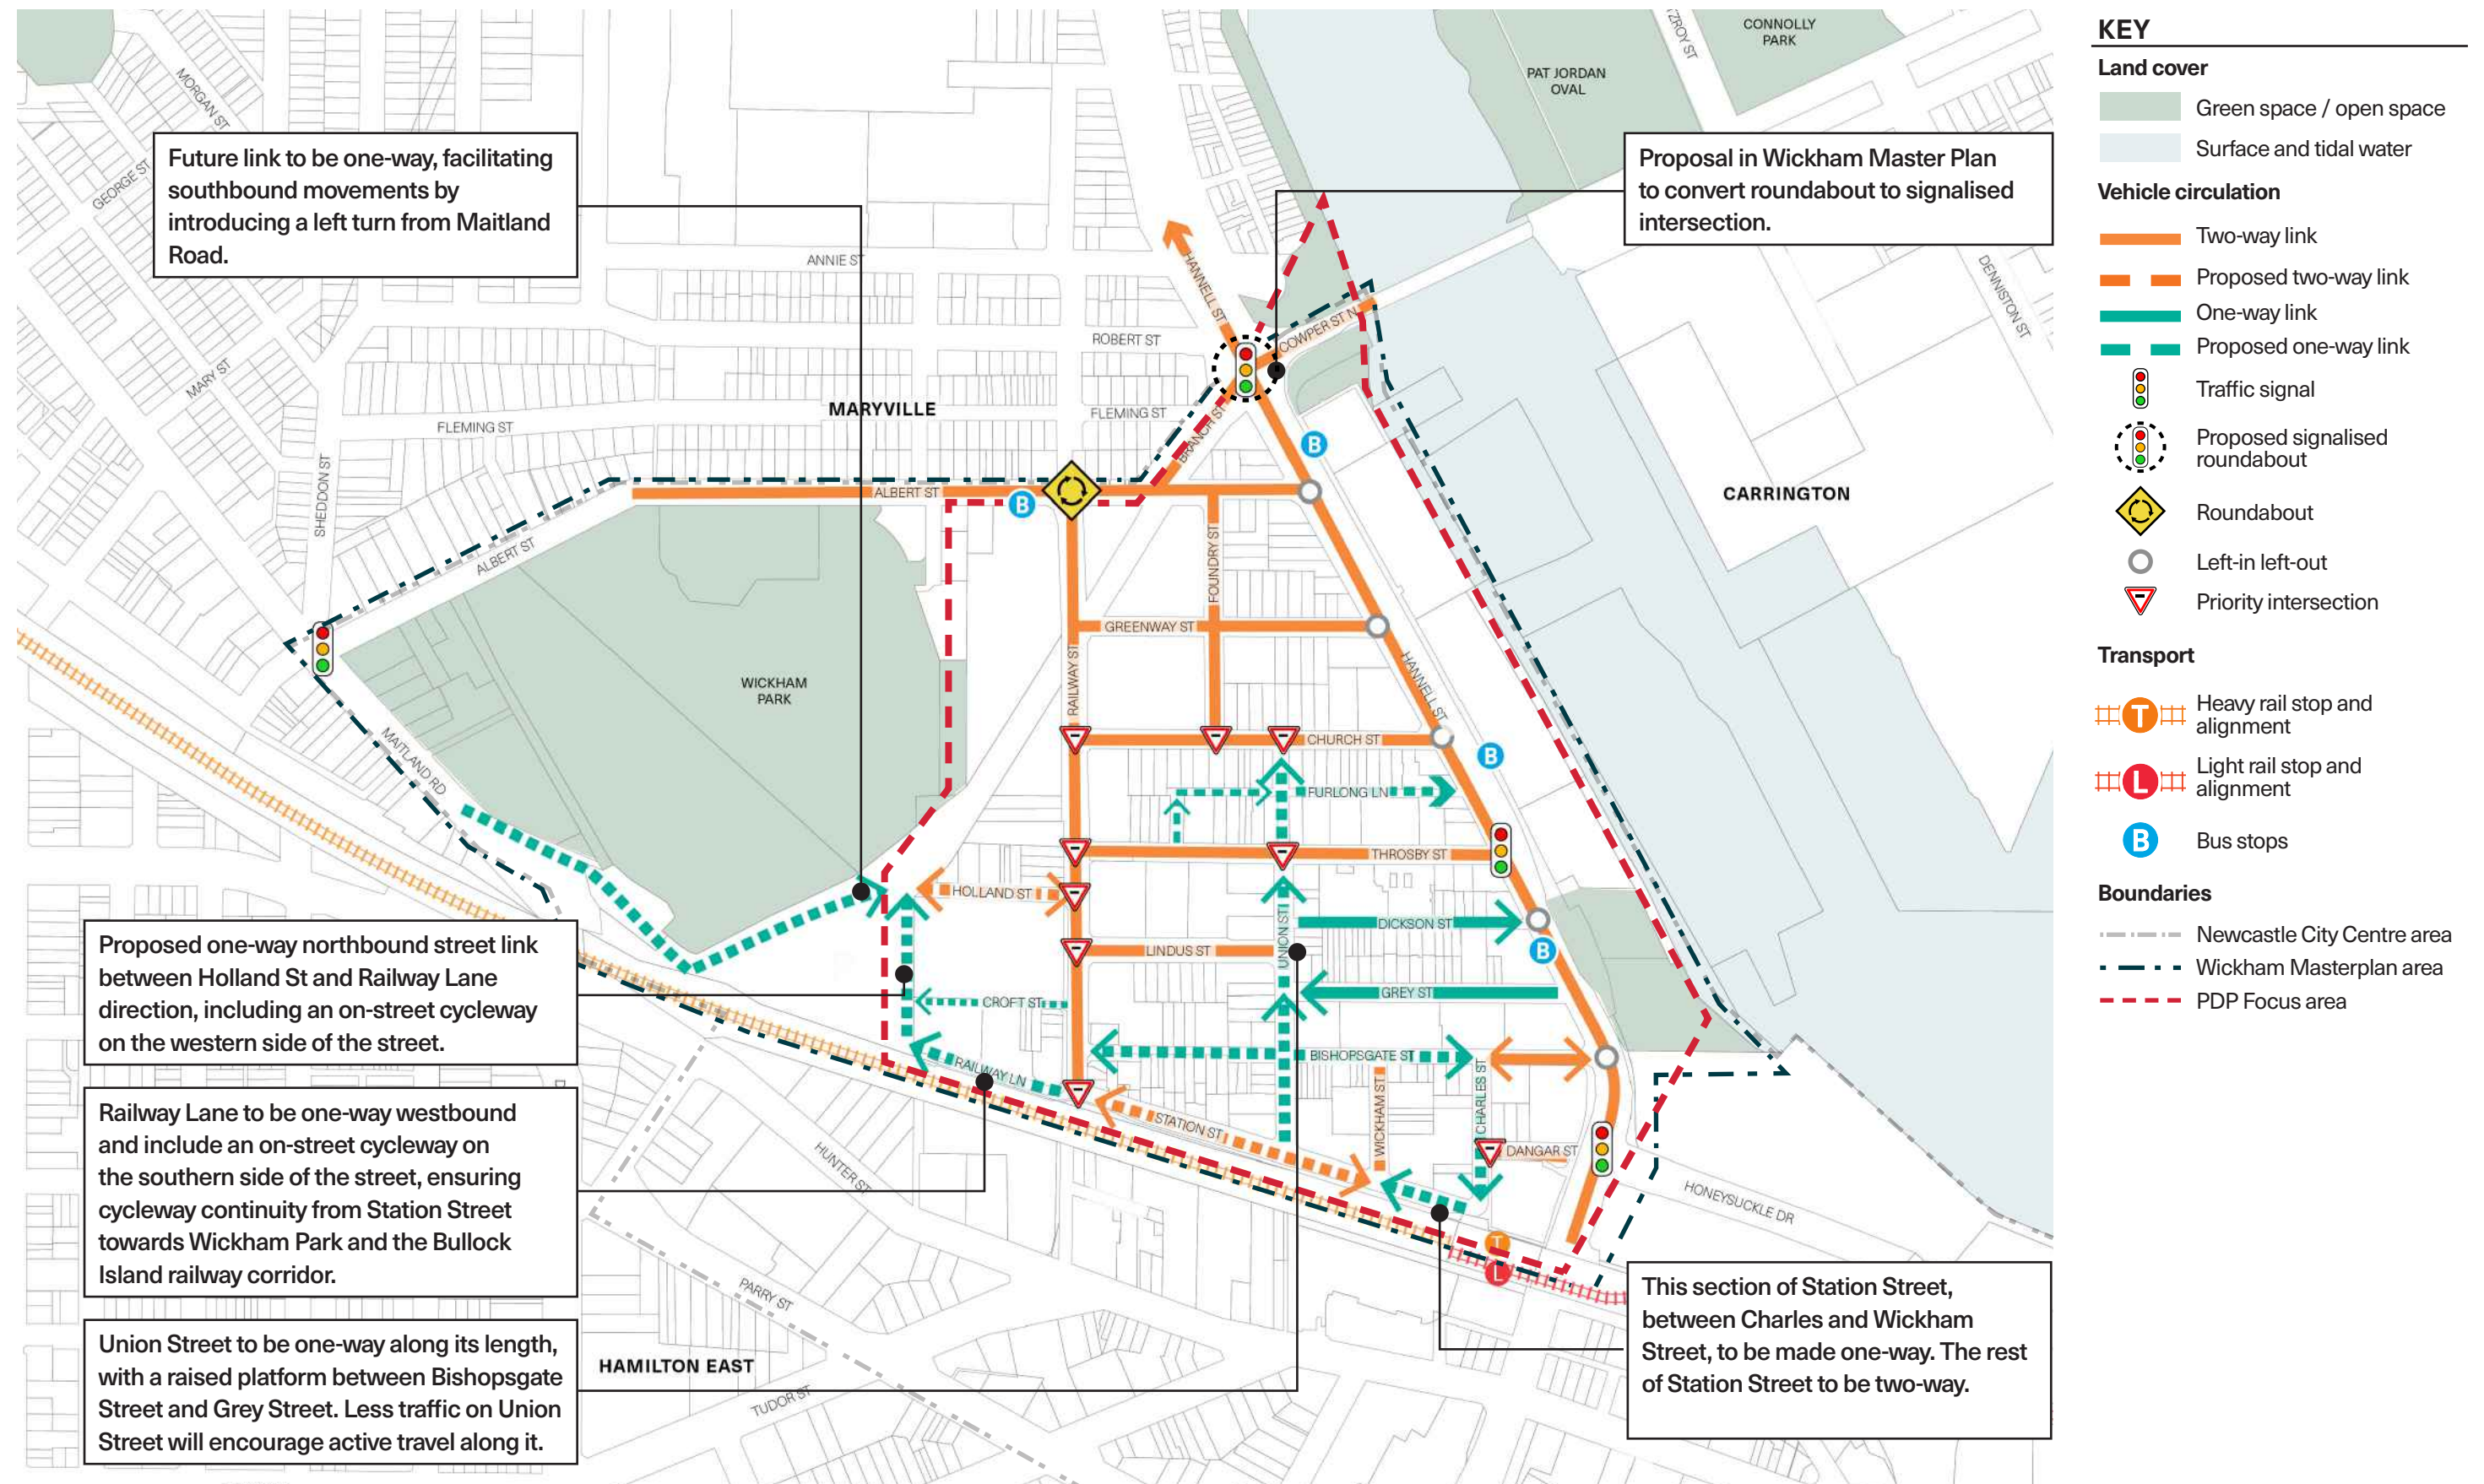 CONNOLLY
PARK
ZROY ST
PAT JORDAN
OVAL
MORGAN ST
GEORGE ST
Future link to be one-way, facilitating
southbound movements by
introducing a left turn from Maitland
Road.
Proposal in Wickham Master Plan
to convert roundabout to signalised
intersection.
ANNIE ST
HANNELL ST
DENNISTON ST
COWPER ST N
ROBERT ST
MARY ST
MARYVILLE
FLEMING ST
FLEMING ST
BRANCH ST
B
SHEDDON ST
ALBERT ST
B
CARRINGTON
ALBERT ST
FOUNDRY ST
GREENWAY ST
RAILWAY ST
HANNELL ST
WICKHAM
PARK
MAITLAND RD
CHURCH ST
B
FURLONG LN
THROSBY ST
HOLLAND ST
UNION ST
DICKSON ST
LINDUS ST
B
GREY ST
CROFT ST
BISHOPSGATE ST
RAILWAY LN
WICKHAM ST
CHARLES ST
STATION ST
DANGAR ST
HUNTER ST
HONEYSUCKLE DR
T
L
PARRY ST
HAMILTON EAST
TUDOR ST
Proposed one-way northbound street link
between Holland St and Railway Lane
direction, including an on-street cycleway
on the western side of the street.
Railway Lane to be one-way westbound
and include an on-street cycleway on
the southern side of the street, ensuring
cycleway continuity from Station Street
towards Wickham Park and the Bullock
Island railway corridor.
Union Street to be one-way along its length,
with a raised platform between Bishopsgate
Street and Grey Street. Less traffic on Union
Street will encourage active travel along it.
This section of Station Street,
between Charles and Wickham
Street, to be made one-way. The rest
of Station Street to be two-way.
KEY
Land cover
Green space / open space
Surface and tidal water
Vehicle circulation
Two-way link
Proposed two-way link
One-way link
Proposed one-way link
Traffic signal
Proposed signalised
roundabout
Roundabout
Left-in left-out
Priority intersection
Transport
T
Heavy rail stop and
alignment
L
Light rail stop and
alignment
B
Bus stops
Boundaries
Newcastle City Centre area
Wickham Masterplan area
PDP Focus area